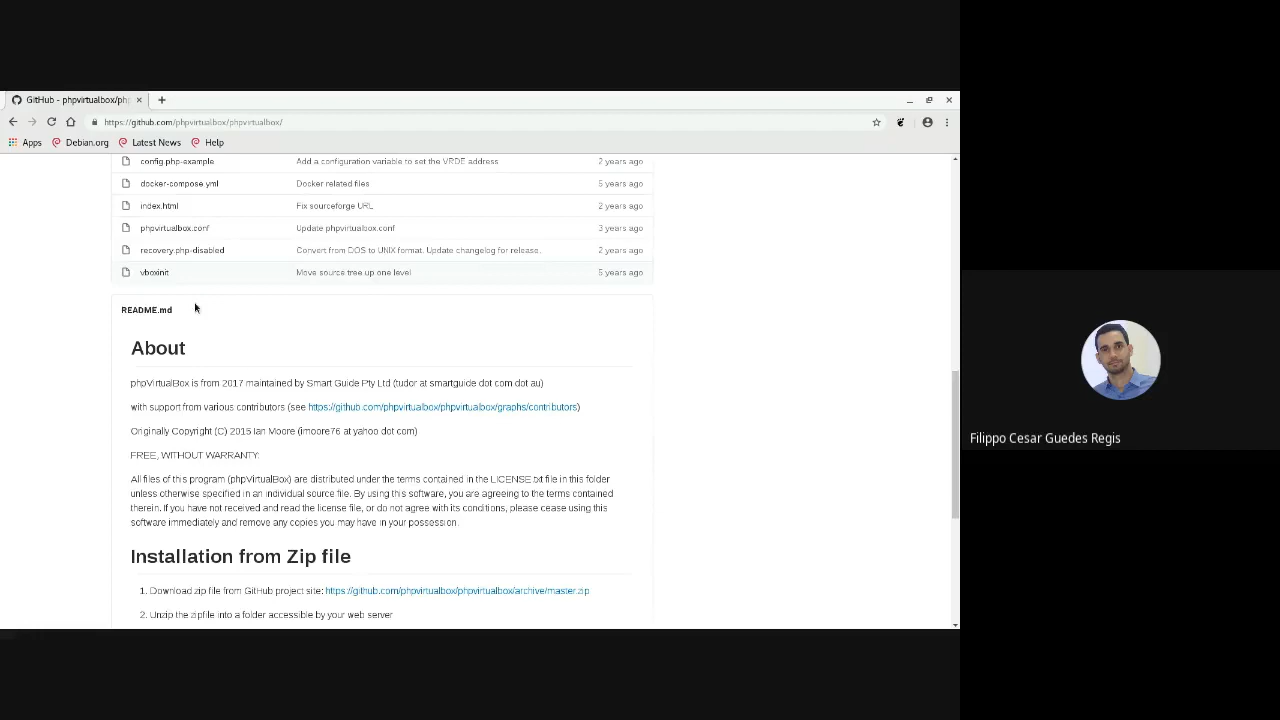 GitHub - phpvirtualbox/php
https://github.com/phpvirtualbox/phpvirtualbox/
Apps Debian.org Latest News Help
config.php-example Add a configuration variable to set the VRDE address 2 years ago
docker-compose.yml Docker related files 5 years ago
index.html Fix sourceforge URL 2 years ago
phpvirtualbox.conf Update phpvirtualbox.conf 3 years ago
recovery.php-disabled Convert from DOS to UNIX format. Update changelog for release. 2 years ago
vboxinit Move source tree up one level 5 years ago
README.md
About
phpVirtualBox is from 2017 maintained by Smart Guide Pty Ltd (tudor at smartguide dot com dot au)
with support from various contributors (see https://github.com/phpvirtualbox/phpvirtualbox/graphs/contributors)
Originally Copyright (C) 2015 Ian Moore (imoore76 at yahoo dot com)
FREE, WITHOUT WARRANTY:
All files of this program (phpVirtualBox) are distributed under the terms contained in the LICENSE.txt file in this folder
unless otherwise specified in an individual source file. By using this software, you are agreeing to the terms contained
therein. If you have not received and read the license file, or do not agree with its conditions, please cease using this
software immediately and remove any copies you may have in your possession.
Installation from Zip file
1. Download zip file from GitHub project site: https://github.com/phpvirtualbox/phpvirtualbox/archive/master.zip
2. Unzip the zipfile into a folder accessible by your web server
Filippo Cesar Guedes Regis